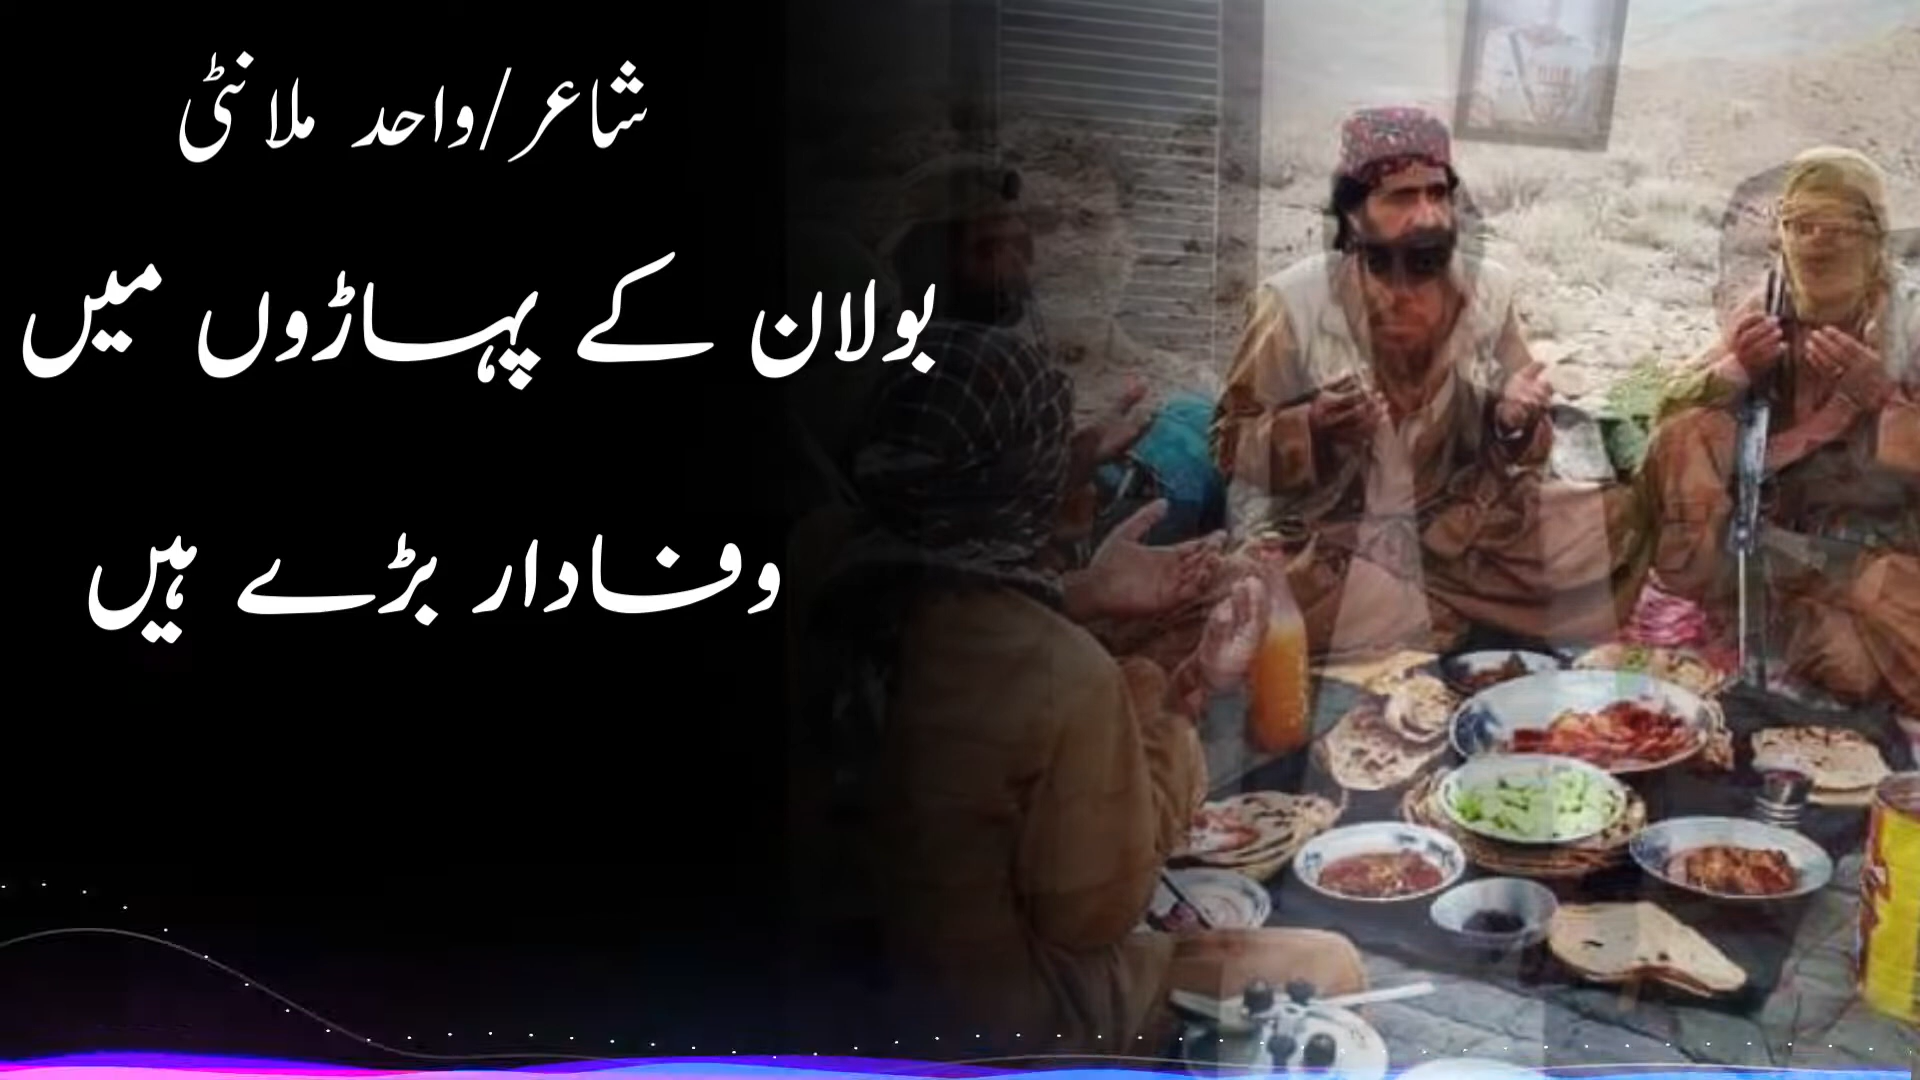 شاعر/واحد ملانٹی
بولان کے پہاڑوں میں
وفادار بڑے ہیں